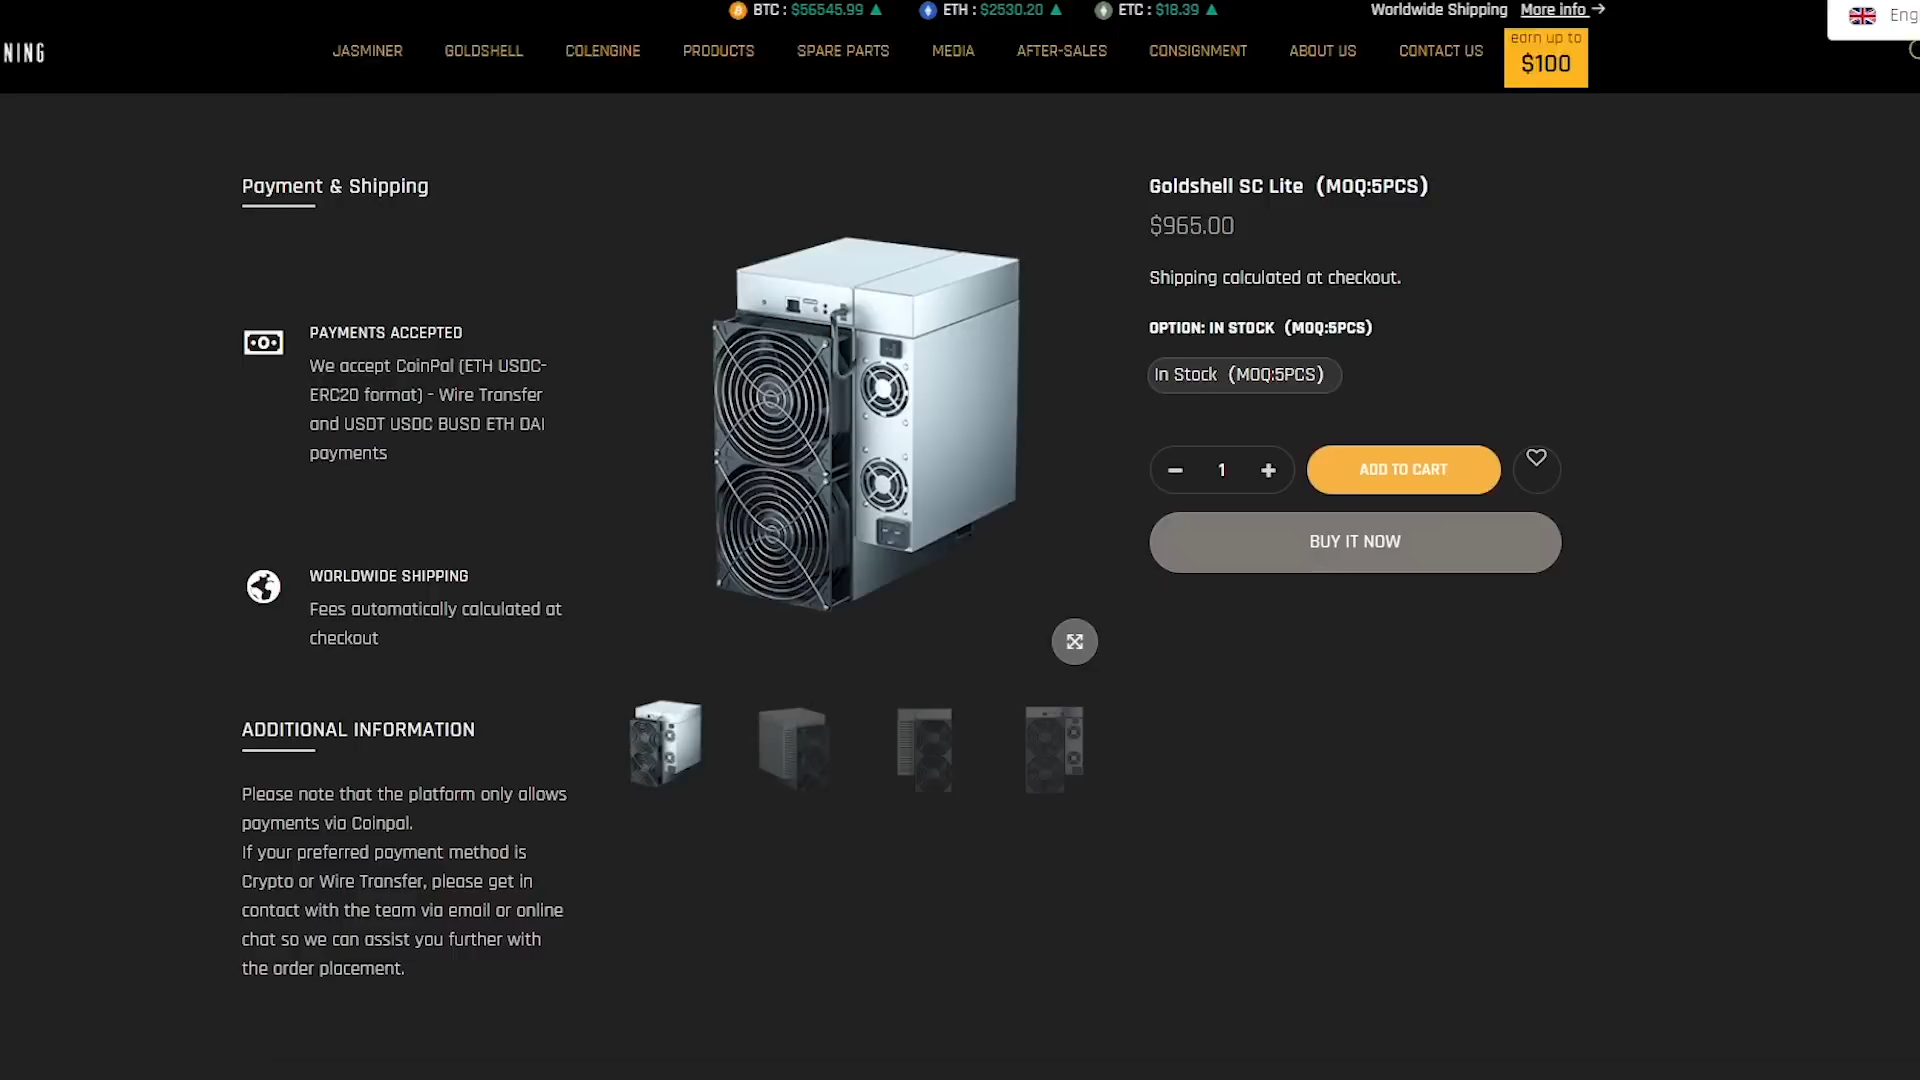 BTC : $56545.99 ▲ ETH : $2530.20 ▲ ETC : $18.39 ▲ Worldwide Shipping More info →
Eng
NING
JASMINER GOLDSHELL COLENGINE PRODUCTS SPARE PARTS MEDIA AFTER-SALES CONSIGNMENT ABOUT US CONTACT US
earn up to
$100
Payment & Shipping
PAYMENTS ACCEPTED
We accept CoinPal (ETH USDC-
ERC20 format) - Wire Transfer
and USDT USDC BUSD ETH DAI
payments
WORLDWIDE SHIPPING
Fees automatically calculated at
checkout
ADDITIONAL INFORMATION
Please note that the platform only allows
payments via Coinpal.
If your preferred payment method is
Crypto or Wire Transfer, please get in
contact with the team via email or online
chat so we can assist you further with
the order placement.
Goldshell SC Lite (MOQ:5PCS)
$965.00
Shipping calculated at checkout.
OPTION: IN STOCK (MOQ:5PCS)
In Stock (MOQ:5PCS)
− 1 +
ADD TO CART
BUY IT NOW